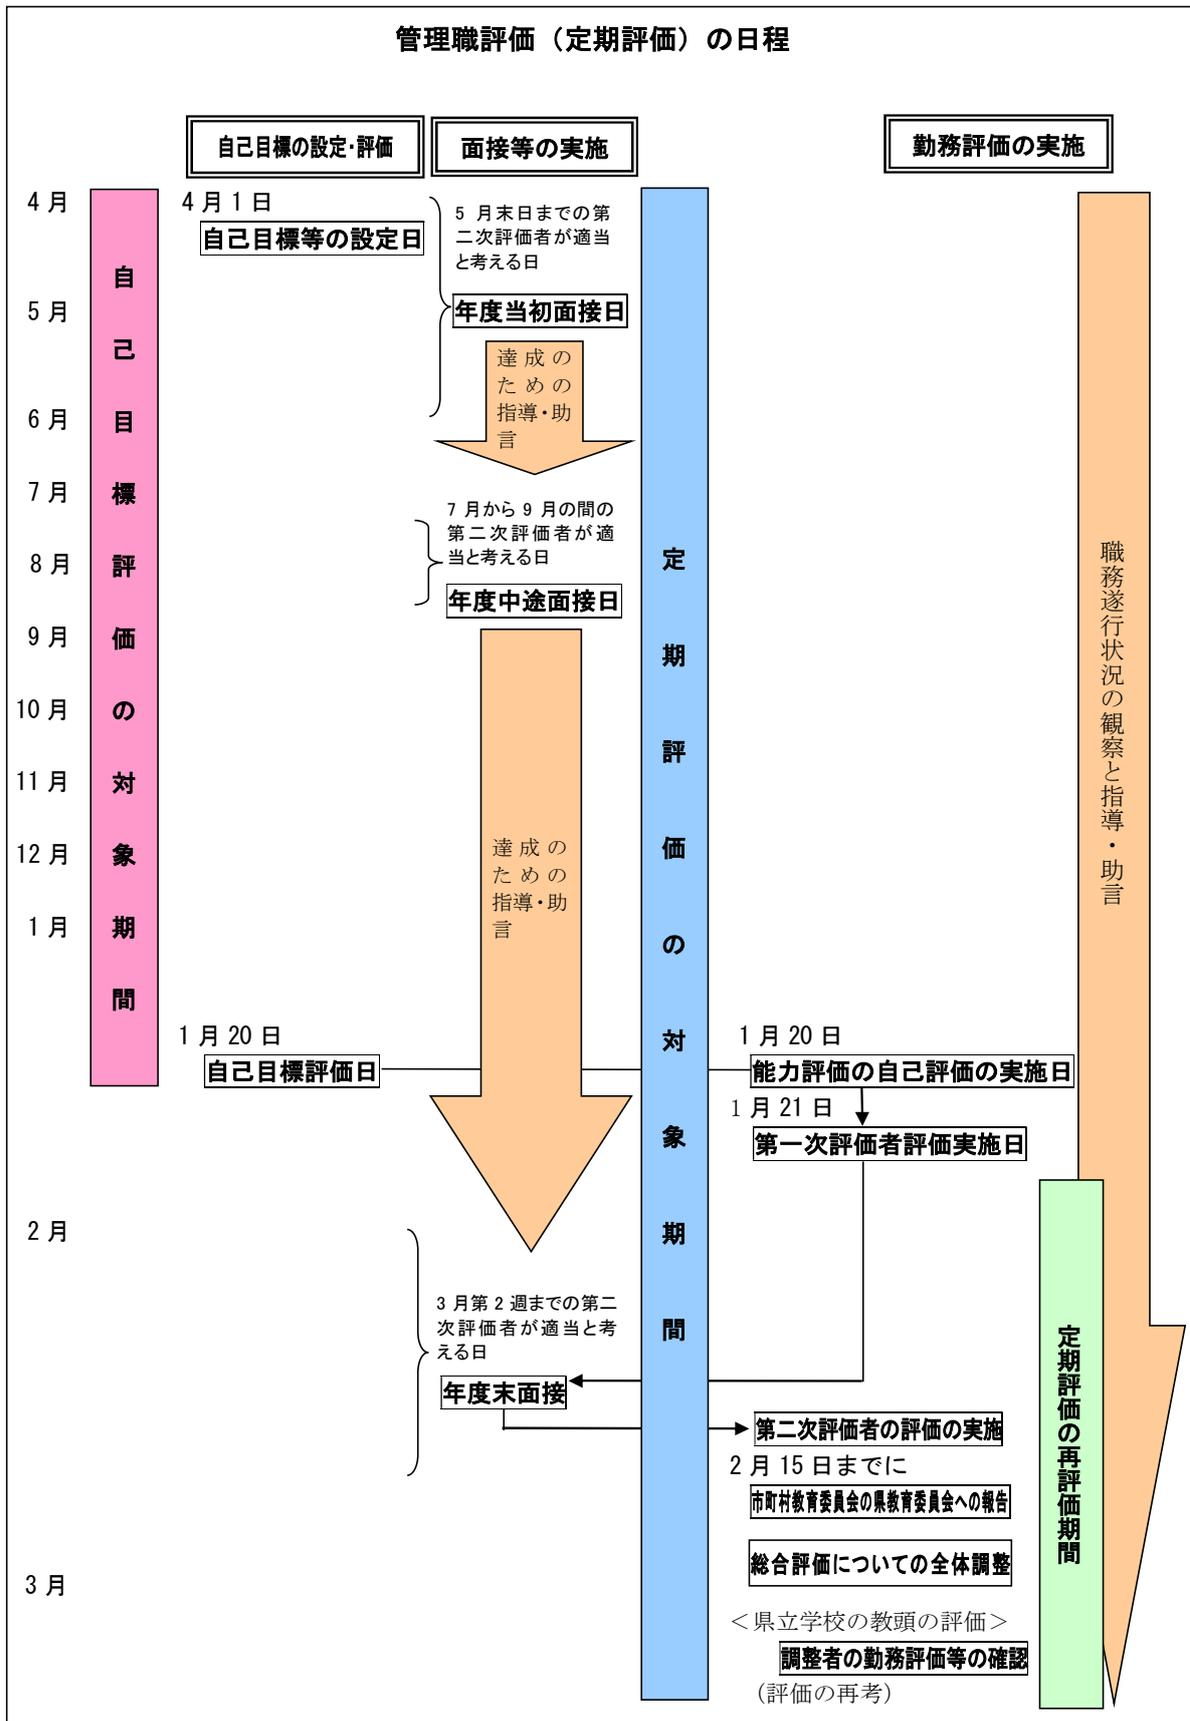 管理職評価（定期評価）の日程
自己目標の設定･評価
面接等の実施
勤務評価の実施
4月
5月
6月
7月
8月
9月
10月
11月
12月
1月
2月
3月
自己目標評価の対象期間
4月1日
自己目標等の設定日
5 月末日までの第
二次評価者が適当
と考える日
年度当初面接日
達成の
ための
指導･助
言
7月から9月の間の
第二次評価者が適
当と考える日
年度中途面接日
達成の
ための
指導･助
言
定期評価の対象期間
職務遂行状況の観察と指導・助言
1月20日
自己目標評価日
1月20日
能力評価の自己評価の実施日
1月21日
第一次評価者評価実施日
3月第2週までの第二
次評価者が適当と考
える日
年度末面接
第二次評価者の評価の実施
2月15日までに
市町村教育委員会の県教育委員会への報告
総合評価についての全体調整
＜県立学校の教頭の評価＞
調整者の勤務評価等の確認
(評価の再考)
定期評価の再評価期間